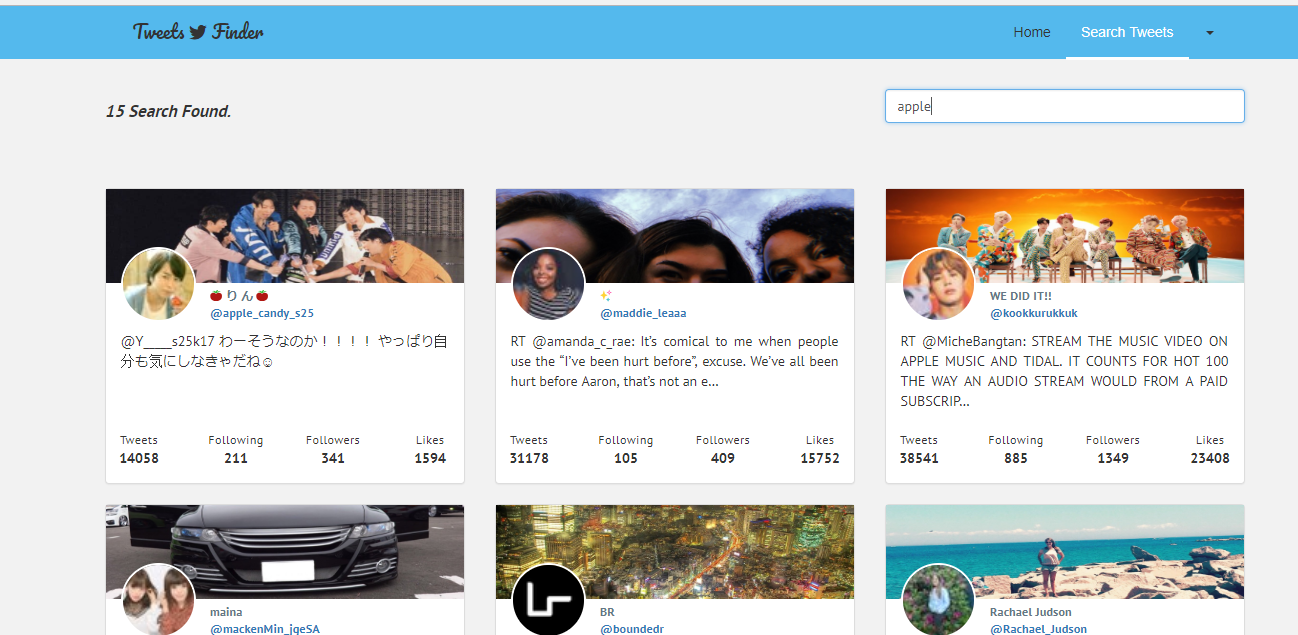 Tweets Finder
Home
Search Tweets
15 Search Found.
apple
🍅 りん🍅
@apple_candy_s25
@Y_____s25k17 わーそうなのか！！！！ やっぱり自
分も気にしなきゃだね☺
Tweets Following Followers Likes
14058 211 341 1594
✨
@maddie_leaaa
RT @amanda_c_rae: It’s comical to me when people
use the “I’ve been hurt before”, excuse. We’ve all been
hurt before Aaron, that’s not an e…
Tweets Following Followers Likes
31178 105 409 15752
WE DID IT!!
@kookkurukkuk
RT @MicheBangtan: STREAM THE MUSIC VIDEO ON
APPLE MUSIC AND TIDAL. IT COUNTS FOR HOT 100
THE WAY AN AUDIO STREAM WOULD FROM A PAID
SUBSCRIP…
Tweets Following Followers Likes
38541 885 1349 23408
maina
@mackenMin_jqeSA
BR
@boundedr
Rachael Judson
@Rachael_Judson